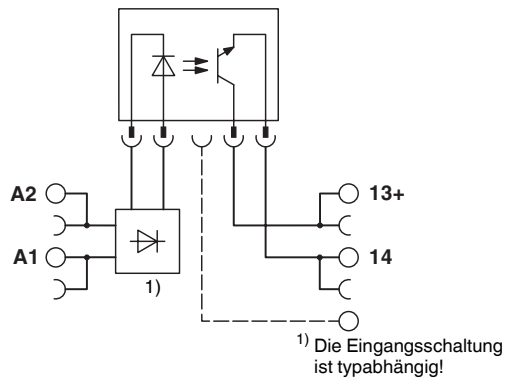 A2
13+
A1
14
1)
1) Die Eingangsschaltung
ist typabhängig!